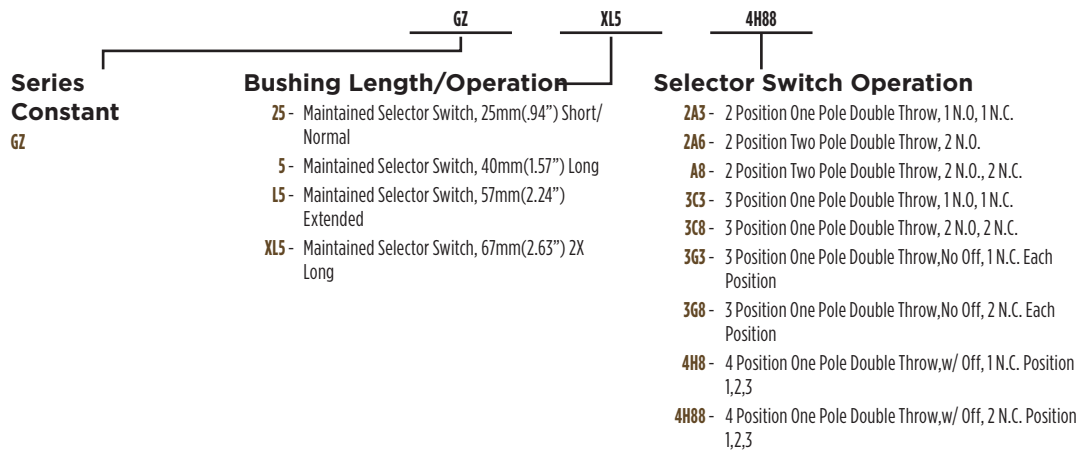 GZ XL5 4H88
Series
Constant
GZ
Bushing Length/Operation
25 - Maintained Selector Switch, 25mm(.94”) Short/
Normal
5 - Maintained Selector Switch, 40mm(1.57”) Long
L5 - Maintained Selector Switch, 57mm(2.24”)
Extended
XL5 - Maintained Selector Switch, 67mm(2.63”) 2X
Long
Selector Switch Operation
2A3 - 2 Position One Pole Double Throw, 1 N.O, 1 N.C.
2A6 - 2 Position Two Pole Double Throw, 2 N.O.
A8 - 2 Position Two Pole Double Throw, 2 N.O., 2 N.C.
3C3 - 3 Position One Pole Double Throw, 1 N.O, 1 N.C.
3C8 - 3 Position One Pole Double Throw, 2 N.O, 2 N.C.
3G3 - 3 Position One Pole Double Throw,No Off, 1 N.C. Each
Position
3G8 - 3 Position One Pole Double Throw,No Off, 2 N.C. Each
Position
4H8 - 4 Position One Pole Double Throw,w/ Off, 1 N.C. Position
1,2,3
4H88 - 4 Position One Pole Double Throw,w/ Off, 2 N.C. Position
1,2,3